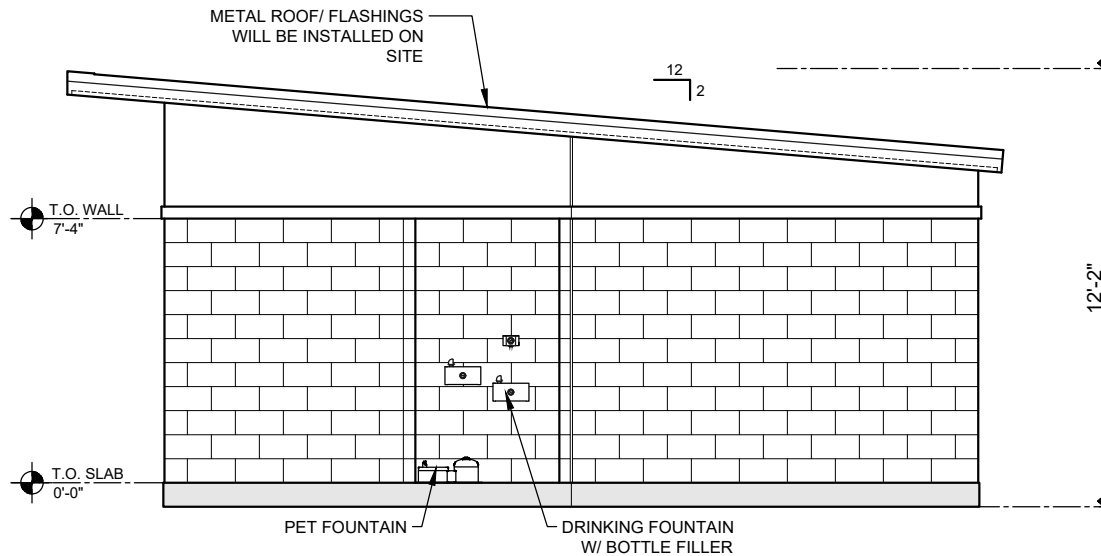 METAL ROOF/ FLASHINGS
WILL BE INSTALLED ON
SITE
12
2
T.O. WALL
7'-4"
12'-2"
T.O. SLAB
0'-0"
PET FOUNTAIN
DRINKING FOUNTAIN
W/ BOTTLE FILLER